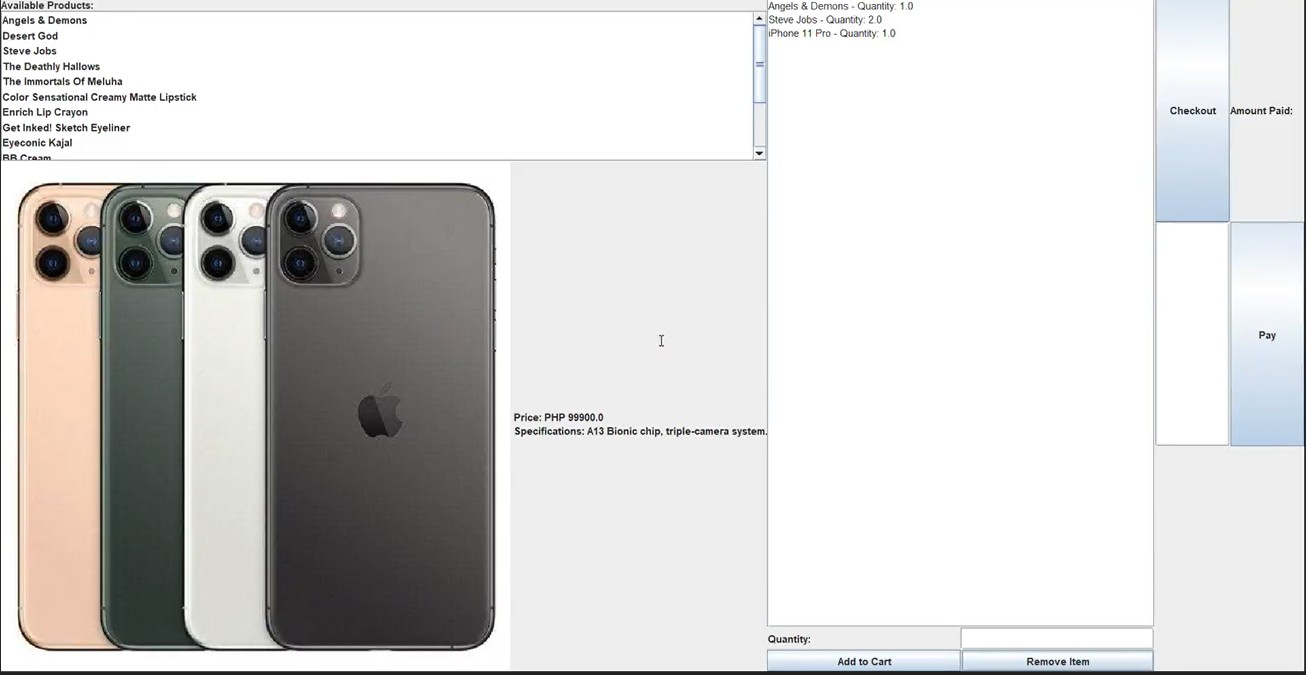 Available Products:
Angels & Demons
Desert God
Steve Jobs
The Deathly Hallows
The Immortals Of Meluha
Color Sensational Creamy Matte Lipstick
Enrich Lip Crayon
Get Inked! Sketch Eyeliner
Eyeconic Kajal
BB Cream
Price: PHP 99900.0
Specifications: A13 Bionic chip, triple-camera system.
Angels & Demons - Quantity: 1.0
Steve Jobs - Quantity: 2.0
iPhone 11 Pro - Quantity: 1.0
Quantity:
Add to Cart
Remove Item
Checkout
Amount Paid:
Pay